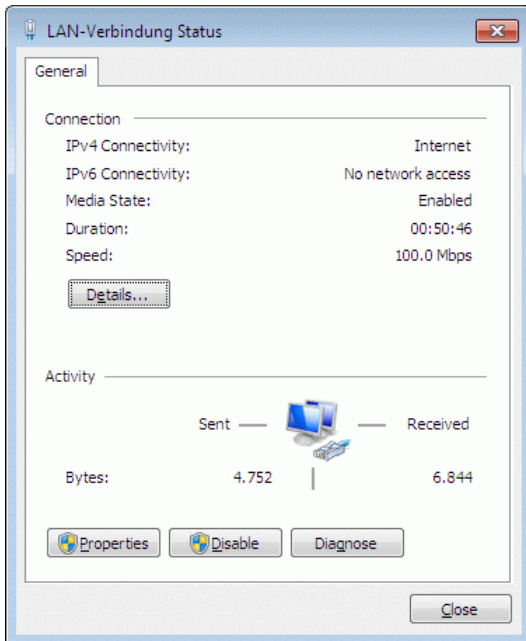 LAN-Verbindung Status
General
Connection
IPv4 Connectivity: Internet
IPv6 Connectivity: No network access
Media State: Enabled
Duration: 00:50:46
Speed: 100.0 Mbps
Details...
Activity
Sent Received
Bytes: 4.752 6.844
Properties Disable Diagnose
Close